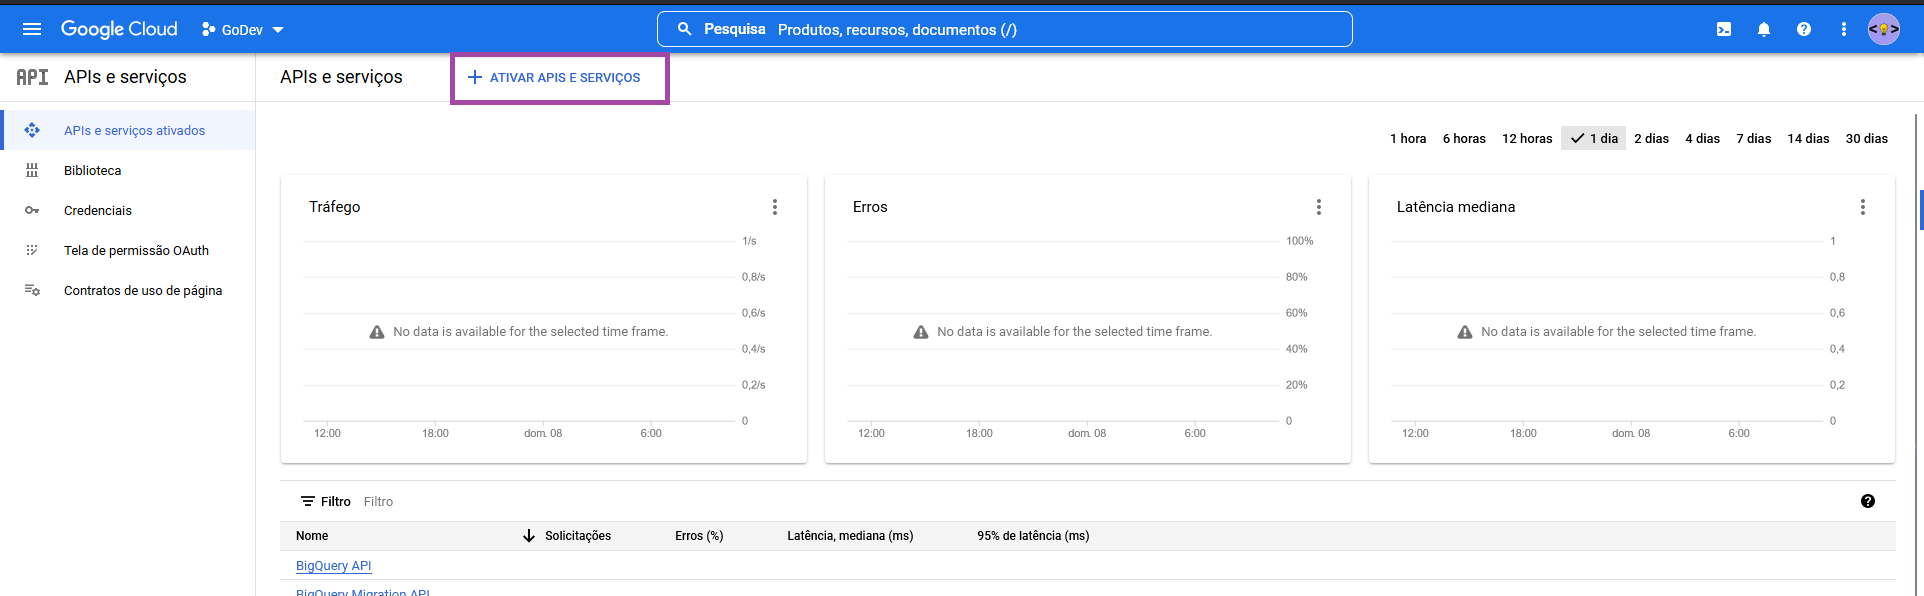 Google Cloud
GoDev
Pesquisa Produtos, recursos, documentos (/)
API APIs e serviços
APIs e serviços
ATIVAR APIS E SERVIÇOS
APIs e serviços ativados
Biblioteca
Credenciais
Tela de permissão OAuth
Contratos de uso de página
1 hora 6 horas 12 horas 1 dia 2 dias 4 dias 7 dias 14 dias 30 dias
Tráfego
1/s
0,8/s
0,6/s
No data is available for the selected time frame.
0,4/s
0,2/s
0
12:00 18:00 dom. 08 6:00
Erros
100%
80%
60%
No data is available for the selected time frame.
40%
20%
0
12:00 18:00 dom. 08 6:00
Latência mediana
1
0,8
0,6
No data is available for the selected time frame.
0,4
0,2
0
12:00 18:00 dom. 08 6:00
Filtro Filtro
Nome Solicitações Erros (%) Latência, mediana (ms) 95% de latência (ms)
BigQuery API
BigQuery Migration API